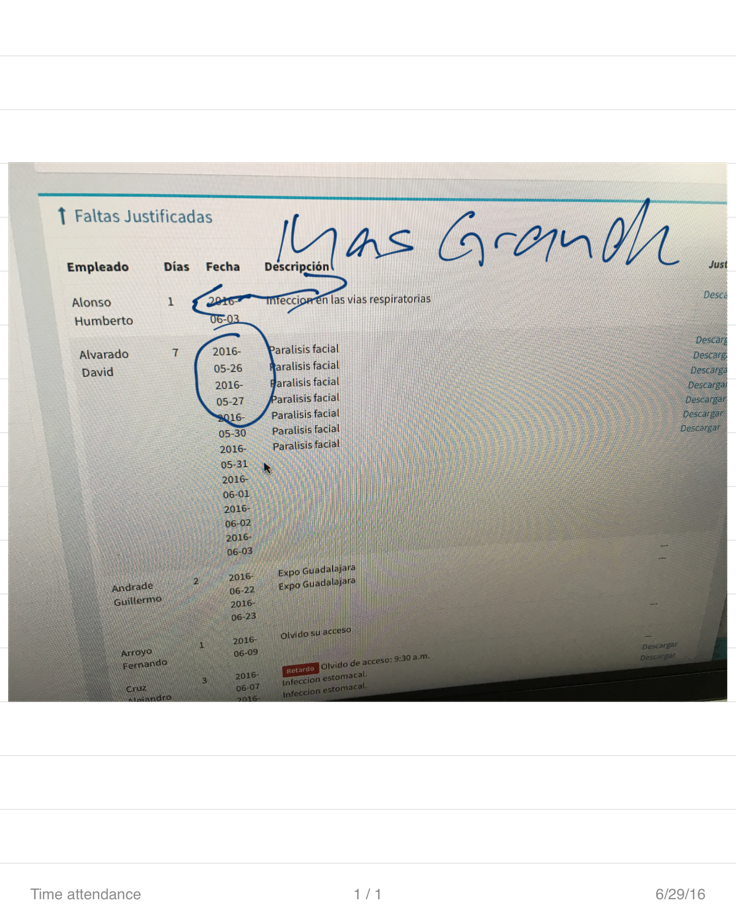 Mas Grande
↑ Faltas Justificadas
Empleado Días Fecha Descripción Just
Alonso 1 2016- Infeccion en las vias respiratorias Desca
Humberto 06-03
Alvarado 7 2016- Paralisis facial Descarg
David 05-26 Paralisis facial Descarg
2016- Paralisis facial Descarga
05-27 Paralisis facial Descargar
2016- Paralisis facial Descargar
05-30 Paralisis facial Descargar
2016- Paralisis facial Descargar
05-31
2016-
06-01
2016-
06-02
2016-
06-03
Andrade 2 2016- Expo Guadalajara
Guillermo 06-22 Expo Guadalajara
2016-
06-23
Arroyo 1 2016- Olvido su acceso
Fernando 06-09
Cruz 3 2016- Retardo Olvido de acceso: 9:30 a.m. Descargar
Alejandro 06-07 Infeccion estomacal. Descargar
2016- Infeccion estomacal.
Time attendance 1 / 1 6/29/16